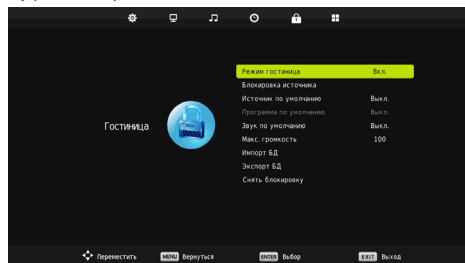 Гостиница
Режим гостиница Вкл.
Блокировка источника
Источник по умолчанию Выкл.
Программа по умолчанию Выкл.
Звук по умолчанию Выкл.
Макс. громкость 100
Импорт БД
Экспорт БД
Снять блокировку
Переместить MENU Вернуться ENTER Выбор EXIT Выход